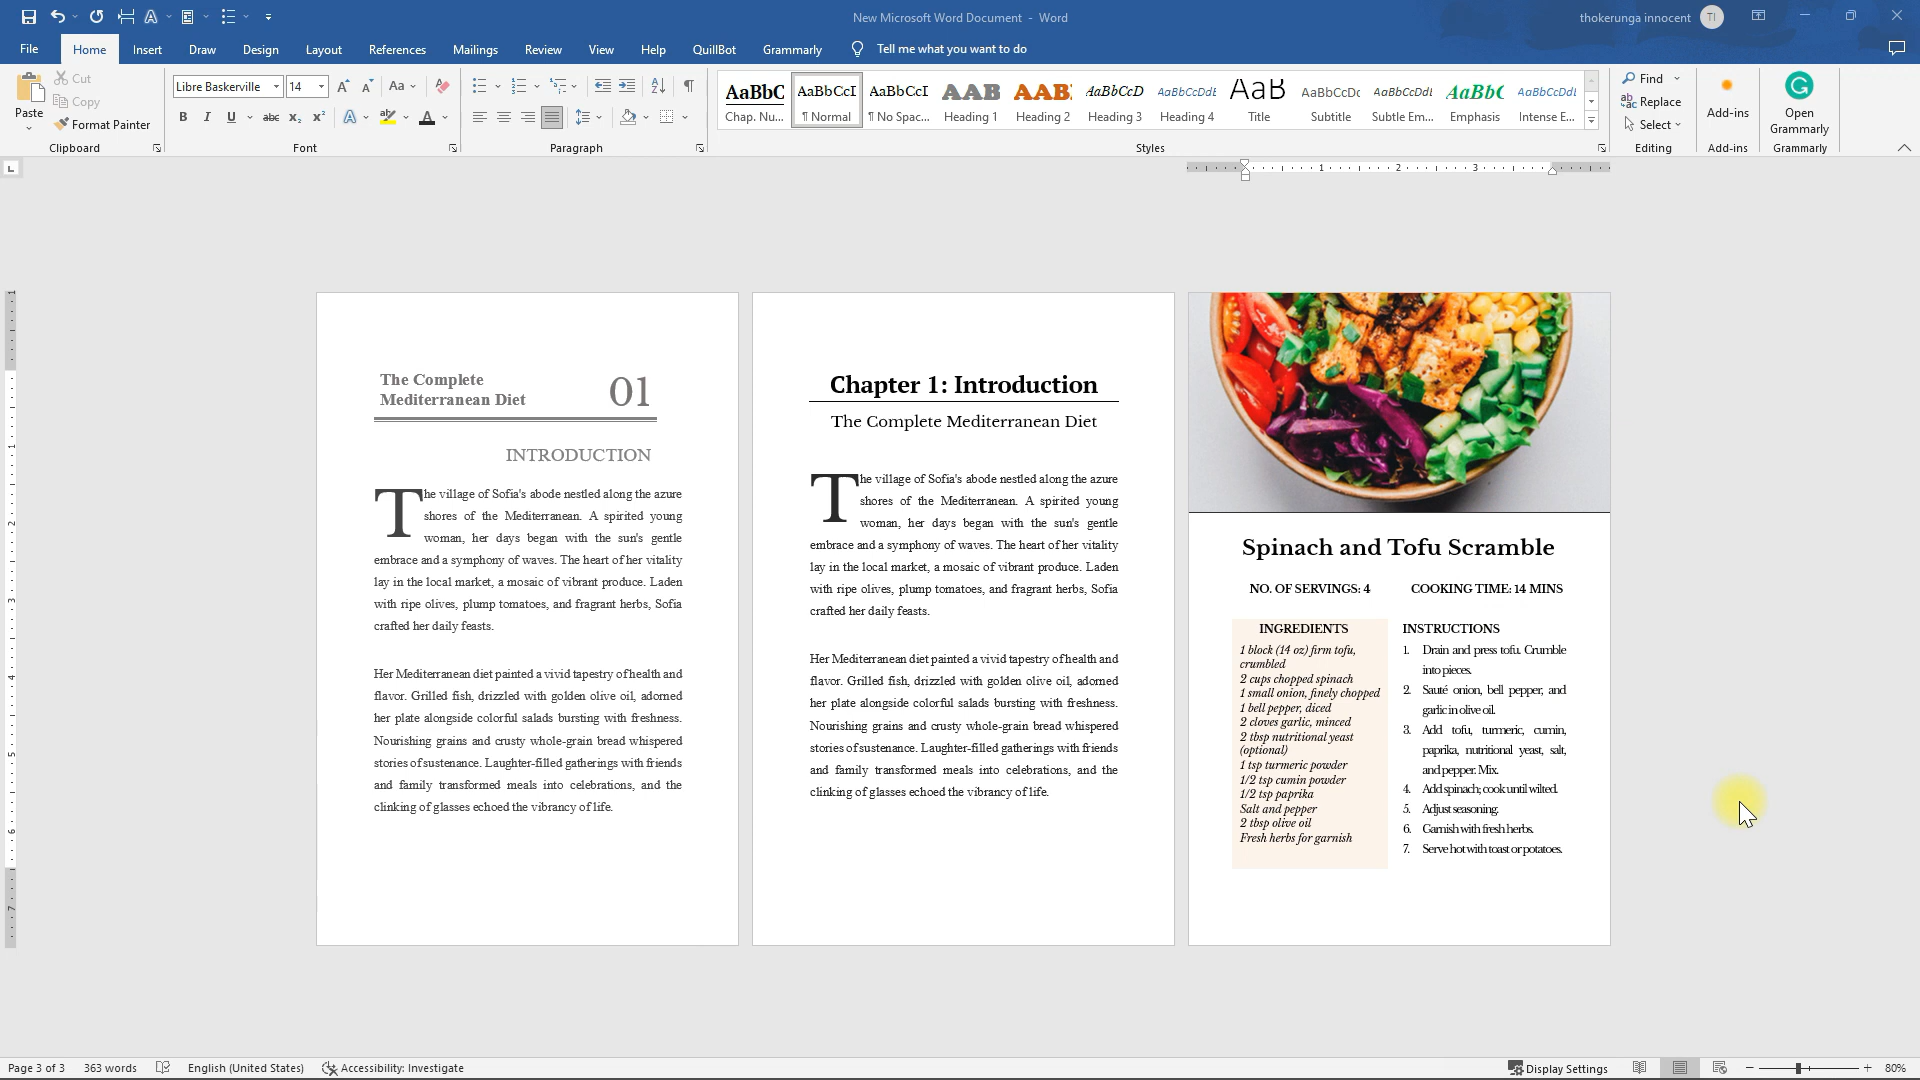 New Microsoft Word Document - Word
thokerunga innocent TI
File Home Insert Draw Design Layout References Mailings Review View Help QuillBot Grammarly Tell me what you want to do
Paste
Cut
Copy
Format Painter
Libre Baskerville 14
AaBbC AaBbCcI AaBbCcI AAB AAB AaBbCcD AaBbCcDdE AaB AaBbCcDc AaBbCcDdE AaBbC AaBbCcDdE
Chap. Nu... ¶ Normal ¶ No Spac... Heading 1 Heading 2 Heading 3 Heading 4 Title Subtitle Subtle Em... Emphasis Intense E...
Find
Replace
Select
Add-ins
Open
Grammarly
Clipboard Font Paragraph Styles Editing Add-ins Grammarly
1 2 3
The Complete
Mediterranean Diet
01
INTRODUCTION
The village of Sofia's abode nestled along the azure
shores of the Mediterranean. A spirited young
woman, her days began with the sun's gentle
embrace and a symphony of waves. The heart of her vitality
lay in the local market, a mosaic of vibrant produce. Laden
with ripe olives, plump tomatoes, and fragrant herbs, Sofia
crafted her daily feasts.
Her Mediterranean diet painted a vivid tapestry of health and
flavor. Grilled fish, drizzled with golden olive oil, adorned
her plate alongside colorful salads bursting with freshness.
Nourishing grains and crusty whole-grain bread whispered
stories of sustenance. Laughter-filled gatherings with friends
and family transformed meals into celebrations, and the
clinking of glasses echoed the vibrancy of life.
Chapter 1: Introduction
The Complete Mediterranean Diet
The village of Sofia's abode nestled along the azure
shores of the Mediterranean. A spirited young
woman, her days began with the sun's gentle
embrace and a symphony of waves. The heart of her vitality
lay in the local market, a mosaic of vibrant produce. Laden
with ripe olives, plump tomatoes, and fragrant herbs, Sofia
crafted her daily feasts.
Her Mediterranean diet painted a vivid tapestry of health and
flavor. Grilled fish, drizzled with golden olive oil, adorned
her plate alongside colorful salads bursting with freshness.
Nourishing grains and crusty whole-grain bread whispered
stories of sustenance. Laughter-filled gatherings with friends
and family transformed meals into celebrations, and the
clinking of glasses echoed the vibrancy of life.
Spinach and Tofu Scramble
NO. OF SERVINGS: 4 COOKING TIME: 14 MINS
INGREDIENTS
1 block (14 oz) firm tofu,
crumbled
2 cups chopped spinach
1 small onion, finely chopped
1 bell pepper, diced
2 cloves garlic, minced
2 tbsp nutritional yeast
(optional)
1 tsp turmeric powder
1/2 tsp cumin powder
1/2 tsp paprika
Salt and pepper
2 tbsp olive oil
Fresh herbs for garnish
INSTRUCTIONS
1. Drain and press tofu. Crumble
into pieces.
2. Sauté onion, bell pepper, and
garlic in olive oil.
3. Add tofu, turmeric, cumin,
paprika, nutritional yeast, salt,
and pepper. Mix.
4. Add spinach; cook until wilted.
5. Adjust seasoning.
6. Garnish with fresh herbs.
7. Serve hot with toast or potatoes.
Page 3 of 3 363 words English (United States) Accessibility: Investigate Display Settings 80%